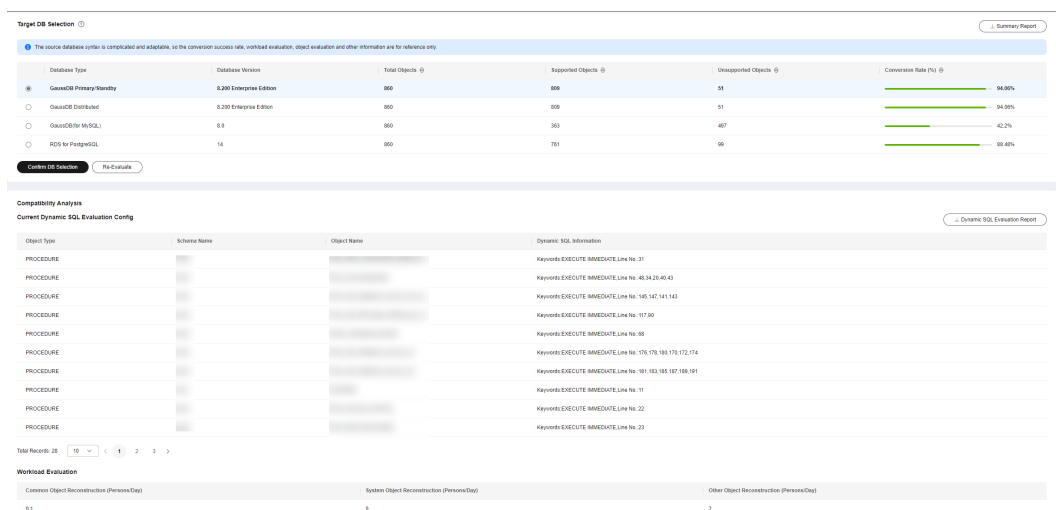 Target DB Selection
Summary Report
The source database syntax is complicated and adaptable, so the conversion success rate, workload evaluation, object evaluation and other information are for reference only.
Database Type Database Version Total Objects Supported Objects Unsupported Objects Conversion Rate (%)
GaussDB Primary/Standby 8.200 Enterprise Edition 860 809 51 94.06%
GaussDB Distributed 8.200 Enterprise Edition 860 809 51 94.06%
GaussDB(for MySQL) 8.0 860 363 497 42.2%
RDS for PostgreSQL 14 860 761 99 88.48%
Confirm DB Selection Re-Evaluate
Compatibility Analysis
Current Dynamic SQL Evaluation Config
Dynamic SQL Evaluation Report
Object Type Schema Name Object Name Dynamic SQL Information
PROCEDURE Keywords:EXECUTE IMMEDIATE,Line No.:31
PROCEDURE Keywords:EXECUTE IMMEDIATE,Line No.:48,34,20,40,43
PROCEDURE Keywords:EXECUTE IMMEDIATE,Line No.:145,147,141,143
PROCEDURE Keywords:EXECUTE IMMEDIATE,Line No.:117,90
PROCEDURE Keywords:EXECUTE IMMEDIATE,Line No.:68
PROCEDURE Keywords:EXECUTE IMMEDIATE,Line No.:176,178,180,170,172,174
PROCEDURE Keywords:EXECUTE IMMEDIATE,Line No.:181,183,185,187,189,191
PROCEDURE Keywords:EXECUTE IMMEDIATE,Line No.:11
PROCEDURE Keywords:EXECUTE IMMEDIATE,Line No.:22
PROCEDURE Keywords:EXECUTE IMMEDIATE,Line No.:23
Total Records: 28 10 1 2 3
Workload Evaluation
Common Object Reconstruction (Persons/Day) System Object Reconstruction (Persons/Day) Other Object Reconstruction (Persons/Day)